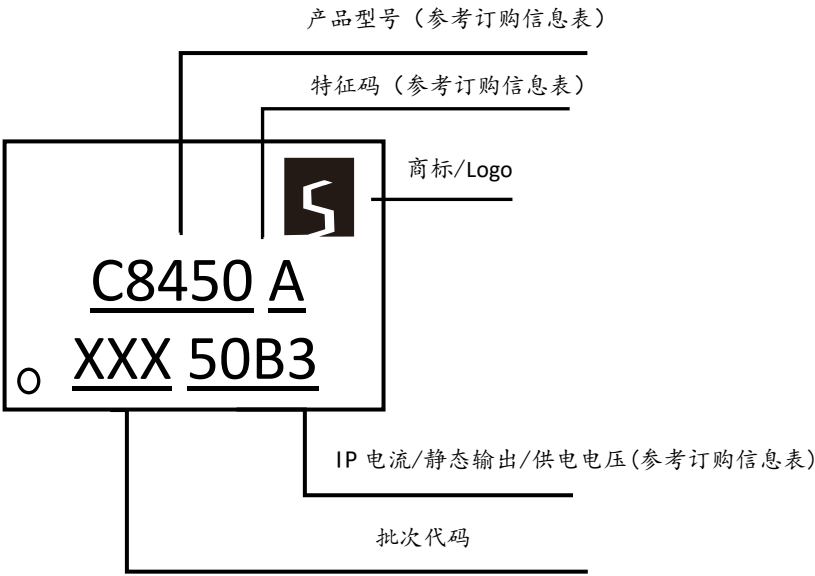 产品型号（参考订购信息表）
特征码（参考订购信息表）
商标/Logo
C8450 A
XXX 50B3
IP 电流/静态输出/供电电压(参考订购信息表)
批次代码